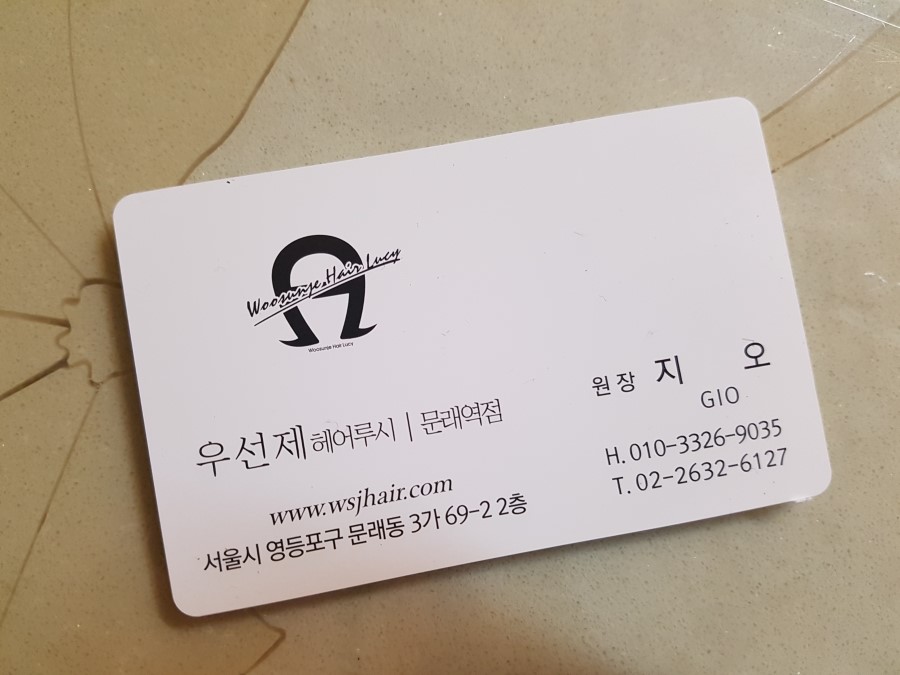 Woosunje Hair Lucy
Woosunje Hair Lucy
우선제 헤어루시 | 문래역점
www.wsjhair.com
서울시 영등포구 문래동 3가 69-2 2층
원장 지 오
GIO
H.010-3326-9035
T.02-2632-6127